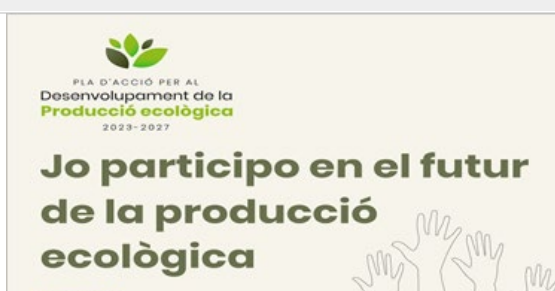 PLA D'ACCIÓ PER AL
Desenvolupament de la
Producció ecològica
2023-2027
Jo participo en el futur
de la producció
ecològica